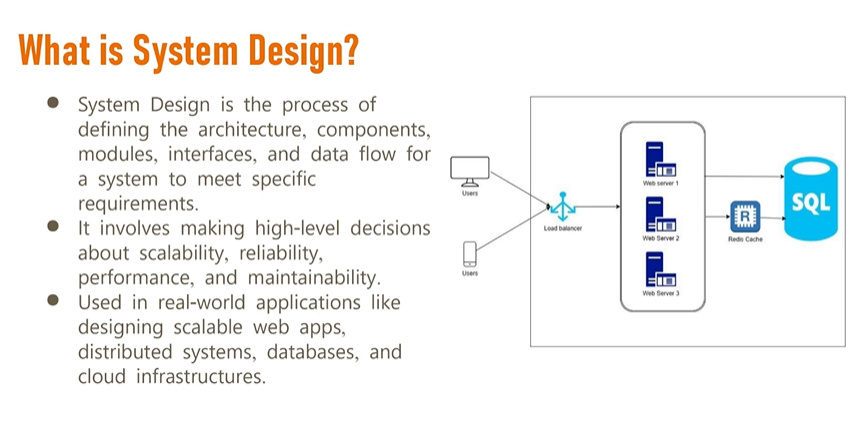 What is System Design?
● System Design is the process of
defining the architecture, components,
modules, interfaces, and data flow for
a system to meet specific
requirements.
● It involves making high-level decisions
about scalability, reliability,
performance, and maintainability.
● Used in real-world applications like
designing scalable web apps,
distributed systems, databases, and
cloud infrastructures.
Users
Users
Load balancer
Web server 1
Web Server 2
Web Server 3
R
Redis Cache
SQL